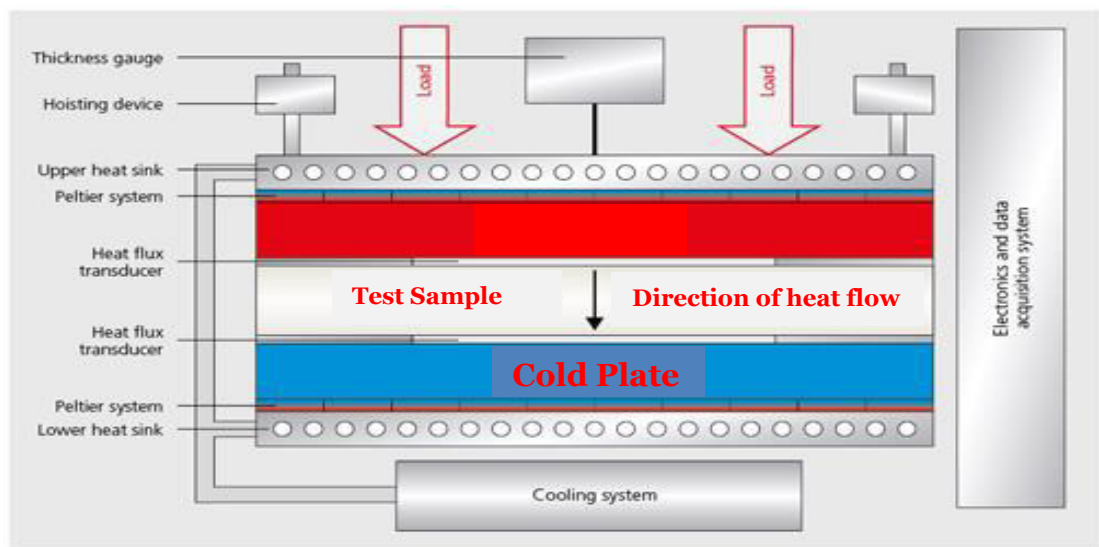 Thickness gauge
Hoisting device
Load
Load
Upper heat sink
Peltier system
Heat flux
transducer
Test Sample
Direction of heat flow
Heat flux
transducer
Cold Plate
Peltier system
Lower heat sink
Cooling system
Electronics and data
acquisition system